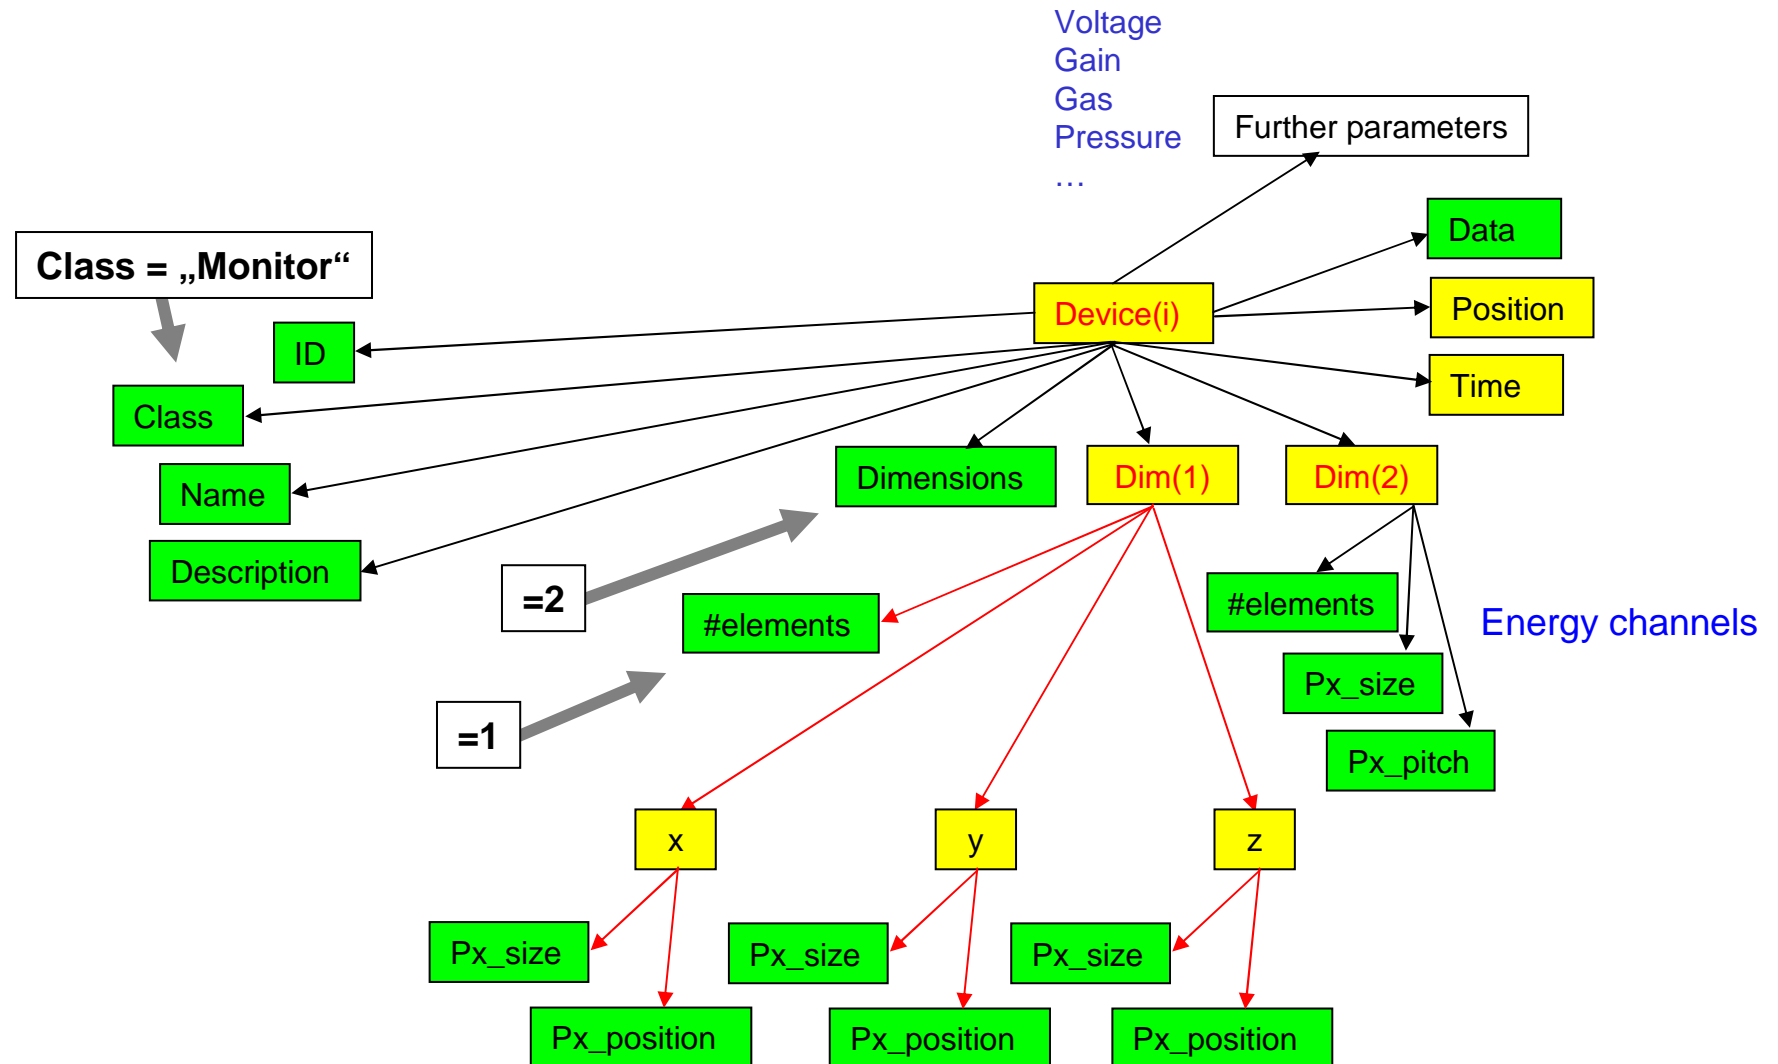 Voltage
Gain
Gas
Pressure
…
Further parameters
Data
Class = „Monitor“
Device(i)
Position
ID
Time
Class
Name
Dimensions
Dim(1)
Dim(2)
Description
=2
#elements
#elements
Energy channels
Px_size
=1
Px_pitch
x
y
z
Px_size
Px_size
Px_size
Px_position
Px_position
Px_position